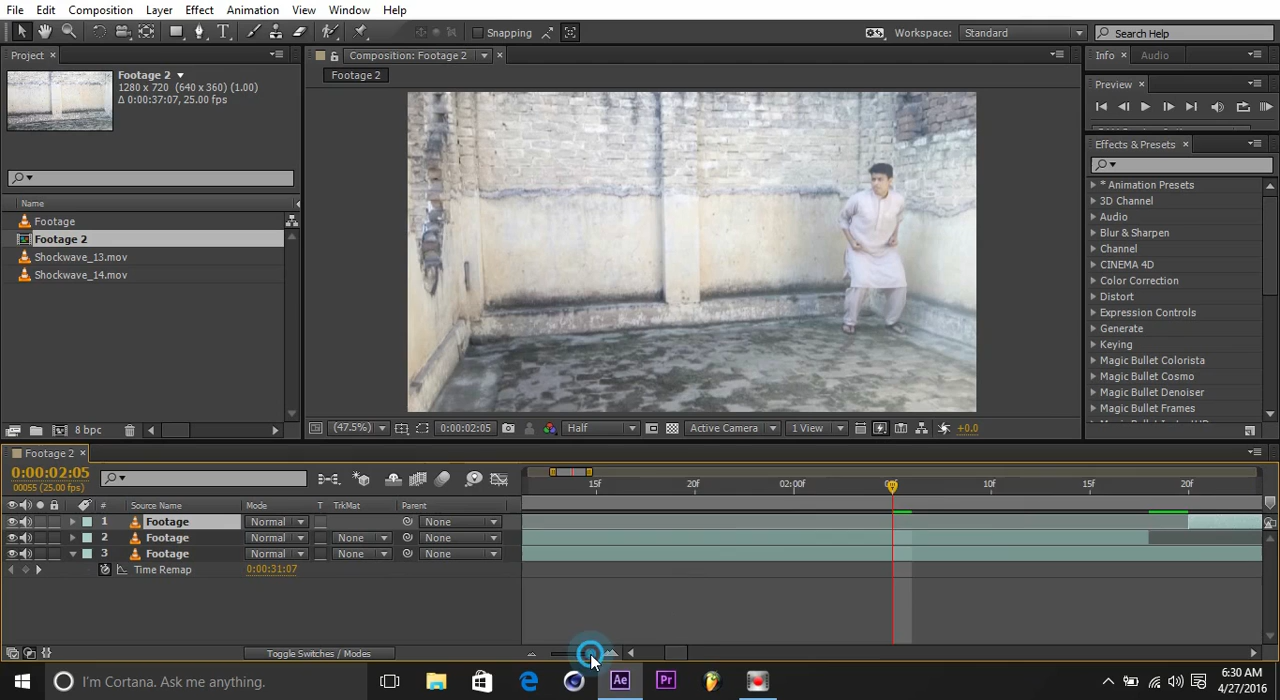 File Edit Composition Layer Effect Animation View Window Help
Snapping Workspace: Standard Search Help
Project × Composition: Footage 2 × Info × Audio
Footage 2 ▼ Footage 2
1280 x 720 (640 x 360) (1.00) Preview ×
Δ 0:00:37:07, 25.00 fps
Effects & Presets ×
Name
* Animation Presets
Footage 3D Channel
Footage 2 Audio
Shockwave_13.mov Blur & Sharpen
Shockwave_14.mov Channel
CINEMA 4D
Color Correction
Distort
Expression Controls
Generate
Keying
Magic Bullet Colorista
Magic Bullet Cosmo
Magic Bullet Denoiser
Magic Bullet Frames
8 bpc (47.5%) 0:00:02:05 Half Active Camera 1 View +0.0
Footage 2 ×
0:00:02:05
00055 (25.00 fps) 15f 20f 02:00f 10f 15f 20f
# Source Name Mode T TrkMat Parent
1 Footage Normal None
2 Footage Normal None None
3 Footage Normal None None
Time Remap 0:00:31:07
Toggle Switches / Modes
I'm Cortana. Ask me anything. Ae Pr 6:30 AM
4/27/2016